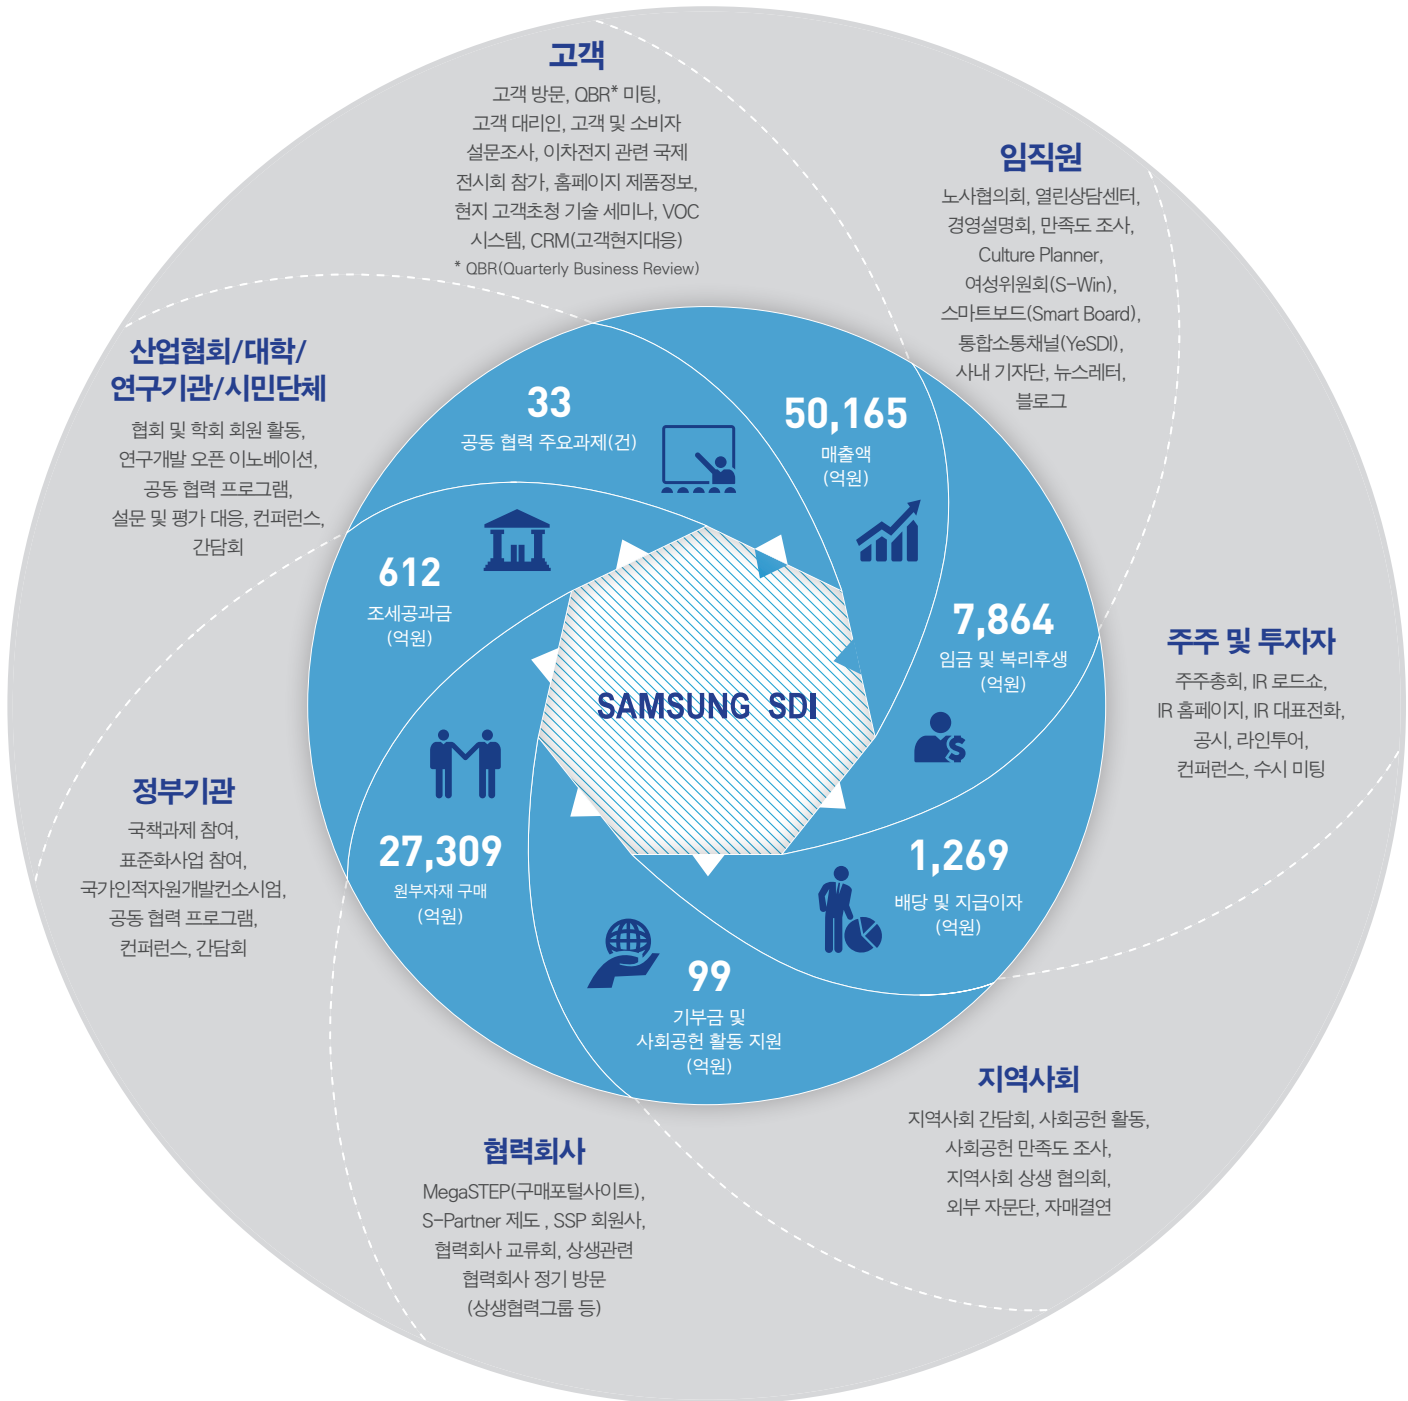 고객
고객 방문, QBR* 미팅,
고객 대리인, 고객 및 소비자
설문조사, 이차전지 관련 국제
전시회 참가, 홈페이지 제품정보,
현지 고객초청 기술 세미나, VOC
시스템, CRM(고객현지대응)
* QBR(Quarterly Business Review)
임직원
노사협의회, 열린상담센터,
경영설명회, 만족도 조사,
Culture Planner,
여성위원회(S-Win),
스마트보드(Smart Board),
통합소통채널(YeSDI),
사내 기자단, 뉴스레터,
블로그
주주 및 투자자
주주총회, IR 로드쇼,
IR 홈페이지, IR 대표전화,
공시, 라인투어,
컨퍼런스, 수시 미팅
지역사회
지역사회 간담회, 사회공헌 활동,
사회공헌 만족도 조사,
지역사회 상생 협의회,
외부 자문단, 자매결연
협력회사
MegaSTEP(구매포털사이트),
S-Partner 제도 , SSP 회원사,
협력회사 교류회, 상생관련
협력회사 정기 방문
(상생협력그룹 등)
정부기관
국책과제 참여,
표준화사업 참여,
국가인적자원개발컨소시엄,
공동 협력 프로그램,
컨퍼런스, 간담회
산업협회/대학/
연구기관/시민단체
협회 및 학회 회원 활동,
연구개발 오픈 이노베이션,
공동 협력 프로그램,
설문 및 평가 대응, 컨퍼런스,
간담회
33
공동 협력 주요과제(건)
50,165
매출액
(억원)
7,864
임금 및 복리후생
(억원)
1,269
배당 및 지급이자
(억원)
99
기부금 및
사회공헌 활동 지원
(억원)
27,309
원부자재 구매
(억원)
612
조세공과금
(억원)
SAMSUNG SDI